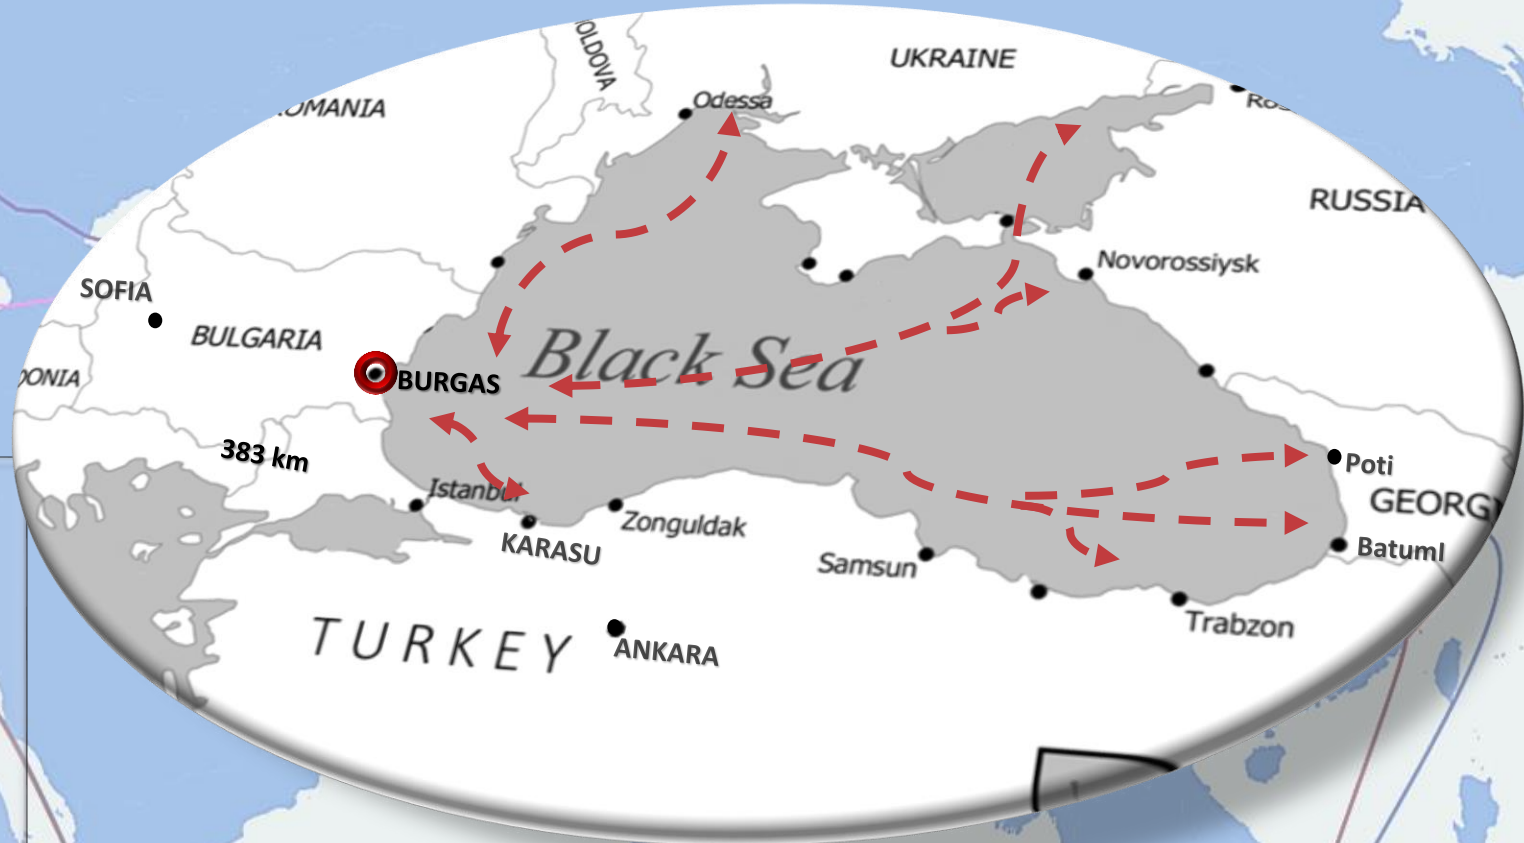 UKRAINE
OLDOVA
Odessa
OMANIA
RUSSIA
Novorossiysk
SOFIA
BULGARIA
Black Sea
DONIA
BURGAS
383 km
Istanbul
Poti
GEORG
Zonguldak
KARASU
Samsun
Batuml
Trabzon
TURKEY
ANKARA